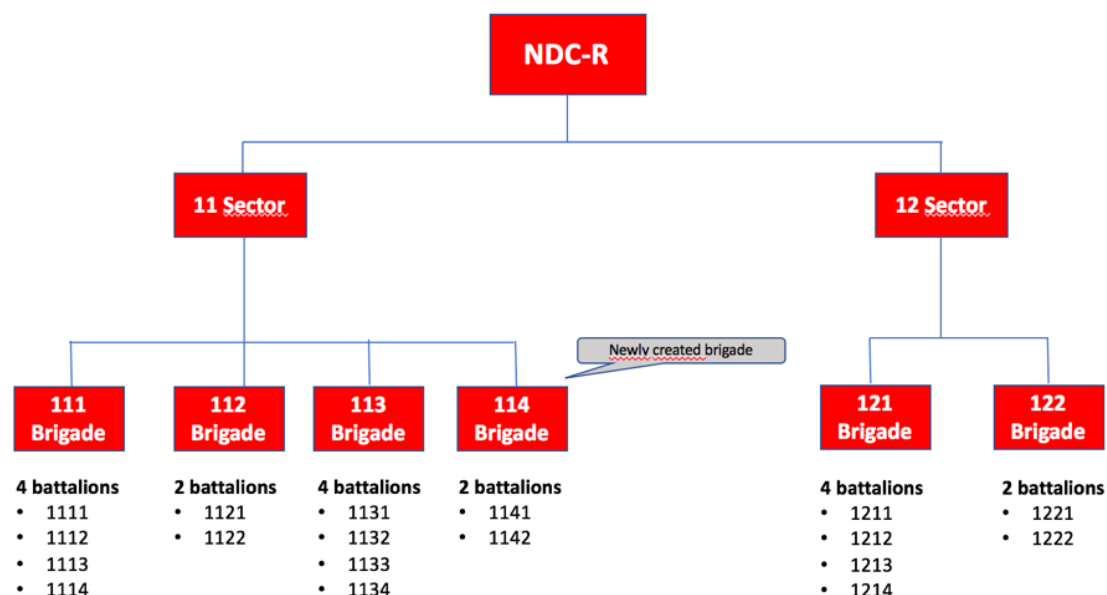 NDC-R
11 Sector
12 Sector
Newly created brigade
111
Brigade
112
Brigade
113
Brigade
114
Brigade
121
Brigade
122
Brigade
4 battalions
• 1111
• 1112
• 1113
• 1114
2 battalions
• 1121
• 1122
4 battalions
• 1131
• 1132
• 1133
• 1134
2 battalions
• 1141
• 1142
4 battalions
• 1211
• 1212
• 1213
• 1214
2 battalions
• 1221
• 1222